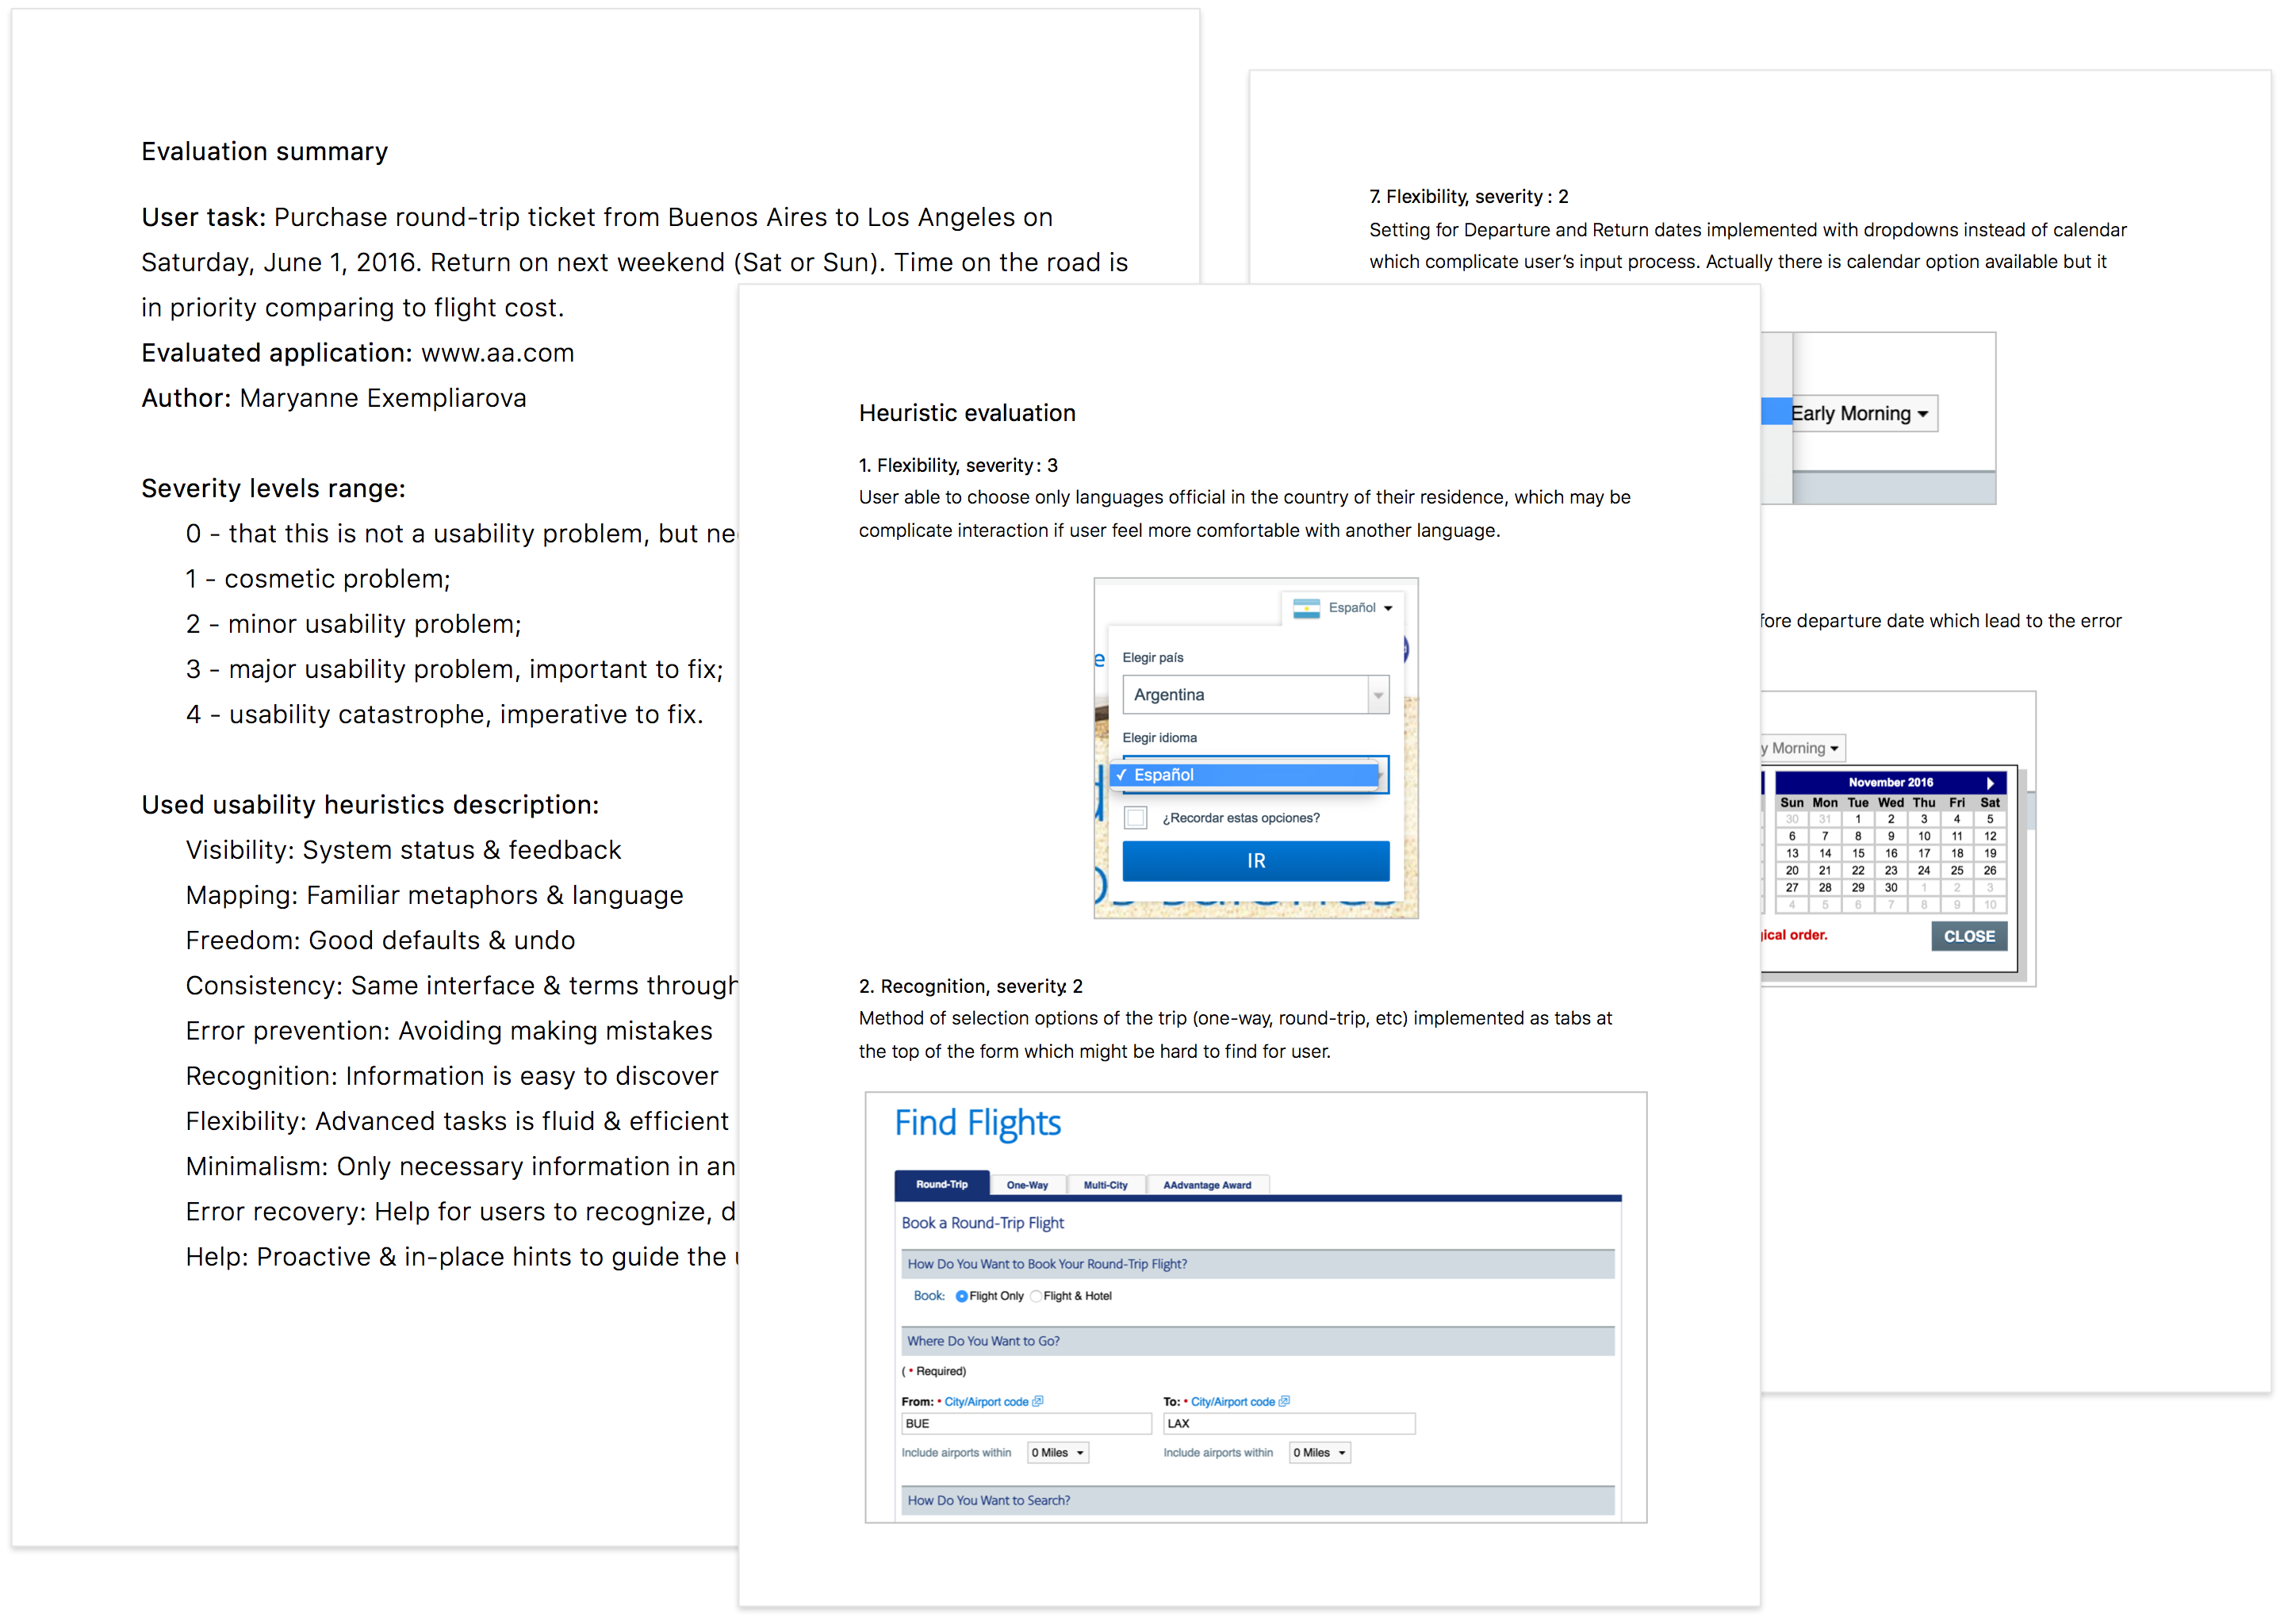 Evaluation summary
User task: Purchase round-trip ticket from Buenos Aires to Los Angeles on
Saturday, June 1, 2016. Return on next weekend (Sat or Sun). Time on the road is
in priority comparing to flight cost.
Evaluated application: www.aa.com
Author: Maryanne Exempliarova
Severity levels range:
0 - that this is not a usability problem, but
1 - cosmetic problem;
2 - minor usability problem;
3 - major usability problem, important to fix;
4 - usability catastrophe, imperative to fix.
Used usability heuristics description:
Visibility: System status & feedback
Mapping: Familiar metaphors & language
Freedom: Good defaults & undo
Consistency: Same interface & terms through
Error prevention: Avoiding making mistakes
Recognition: Information is easy to discover
Flexibility: Advanced tasks is fluid & efficient
Minimalism: Only necessary information in an
Error recovery: Help for users to recognize,
Help: Proactive & in-place hints to guide the
Heuristic evaluation
1. Flexibility, severity: 3
User able to choose only languages official in the country of their residence, which may be
complicate interaction if user feel more comfortable with another language.
Español
Elegir país
Argentina
Elegir idioma
✓ Español
¿Recordar estas opciones?
IR
2. Recognition, severity: 2
Method of selection options of the trip (one-way, round-trip, etc) implemented as tabs at
the top of the form which might be hard to find for user.
Find Flights
Round-Trip One-Way Multi-City AAdvantage Award
Book a Round-Trip Flight
How Do You Want to Book Your Round-Trip Flight?
Book: Flight Only Flight & Hotel
Where Do You Want to Go?
( • Required)
From: • City/Airport code To: • City/Airport code
BUE LAX
Include airports within 0 Miles Include airports within 0 Miles
How Do You Want to Search?
7. Flexibility, severity : 2
Setting for Departure and Return dates implemented with dropdowns instead of calendar
which complicate user's input process. Actually there is calendar option available but it
Early Morning
fore departure date which lead to the error
y Morning
November 2016
Sun Mon Tue Wed Thu Fri Sat
30 31 1 2 3 4 5
6 7 8 9 10 11 12
13 14 15 16 17 18 19
20 21 22 23 24 25 26
27 28 29 30 1 2 3
4 5 6 7 8 9 10
ical order.
CLOSE